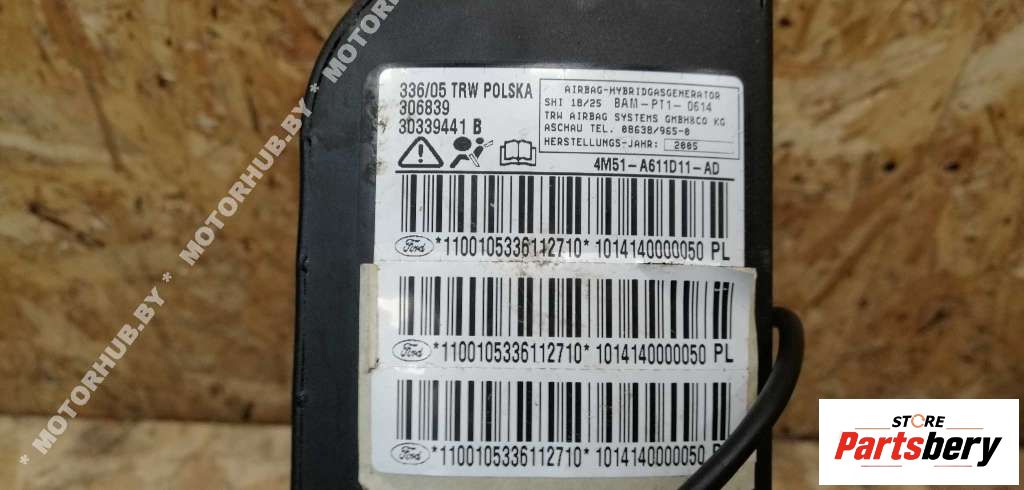 336/05 TRW POLSKA
306839
30339441 B
AIRBAG-HYBRIDGASGENERATOR
SHI 18/25 BAM-PT1-0614
TRW AIRBAG SYSTEMS GMBH&CO KG
ASCHAU TEL. 08638/965-0
HERSTELLUNGS-JAHR: 2005
4M51-A611D11-AD
Ford *1100105336112710* 1014140000050 PL
Ford *1100105336112710* 1014140000050 PL
Ford *1100105336112710* 1014140000050 PL
* MOTORHUB.BY * MOTORHUB.BY * MOTORHUB.BY
STORE
Partsbery